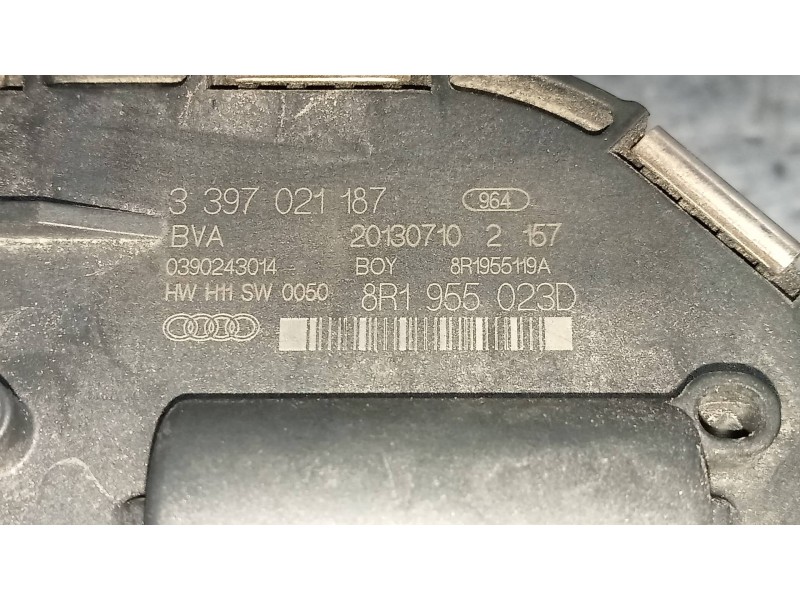 3 397 021 187 964
BVA 20130710 2 157
0390243014 BOY 8R1955119A
HW H11 SW 0050 8R1 955 023D